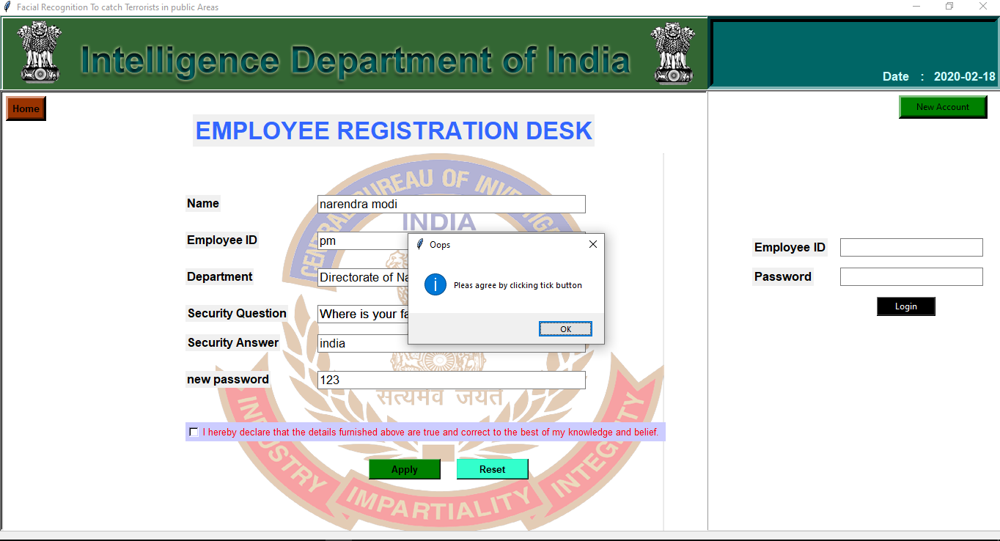 Facial Recognition To catch Terrorists in public Areas
Intelligence Department of India
Date : 2020-02-18
Home
New Account
EMPLOYEE REGISTRATION DESK
CENTRAL BUREAU OF
INDIA
Name narendra modi
Employee ID pm
Department Directorate of
Security Question Where is your
Security Answer india
new password 123
Oops
Pleas agree by clicking tick button
OK
Employee ID
Password
Login
सत्यमेव जयते
I hereby declare that the details furnished above are true and correct to the best of my knowledge and belief.
Apply Reset
INDUSTRY IMPARTIALITY INTEGRITY